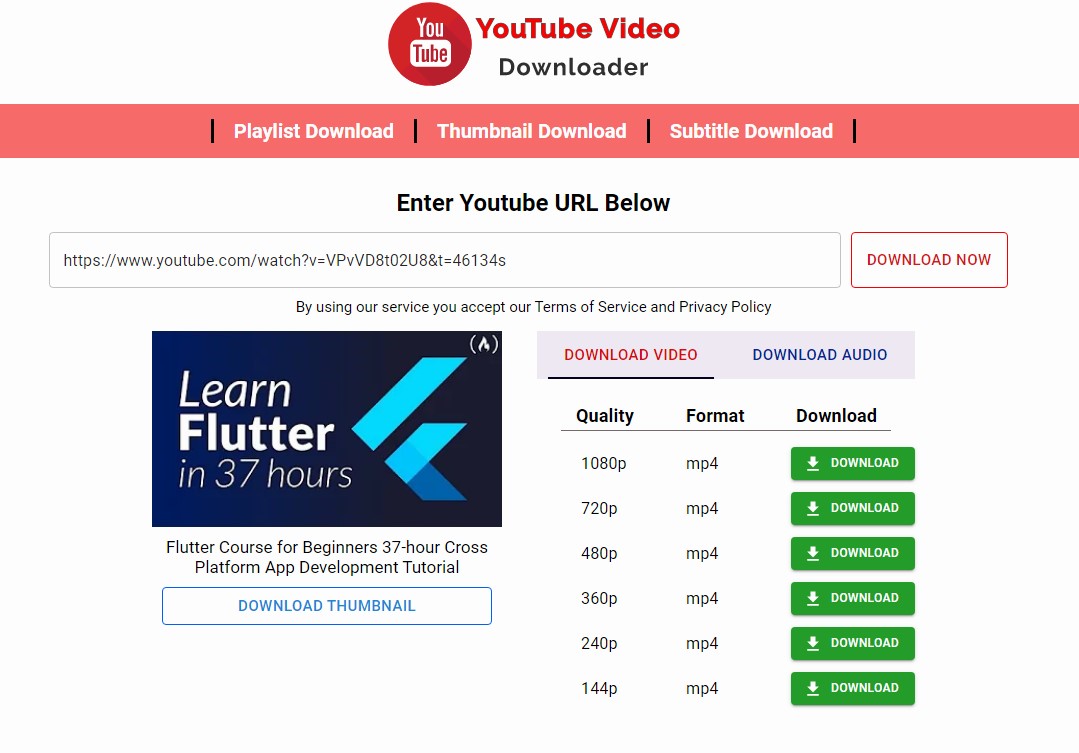 You
Tube
YouTube Video
Downloader
Playlist Download
Thumbnail Download
Subtitle Download
Enter Youtube URL Below
https://www.youtube.com/watch?v=VPvVD8t02U8&t=46134s
DOWNLOAD NOW
By using our service you accept our Terms of Service and Privacy Policy
Learn
Flutter
in 37 hours
Flutter Course for Beginners 37-hour Cross
Platform App Development Tutorial
DOWNLOAD THUMBNAIL
DOWNLOAD VIDEO DOWNLOAD AUDIO
Quality Format Download
1080p mp4 DOWNLOAD
720p mp4 DOWNLOAD
480p mp4 DOWNLOAD
360p mp4 DOWNLOAD
240p mp4 DOWNLOAD
144p mp4 DOWNLOAD